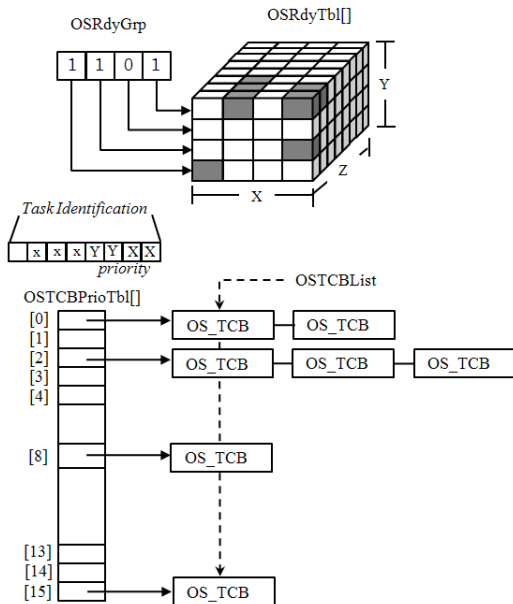 OSRdyGrp
OSRdyTbl[]
1 1 0 1
Y
Z
X
Task Identification
x x x Y Y X X
priority
OSTCBList
OSTCBPrioTbl[]
[0]
OS_TCB
OS_TCB
[1]
[2]
OS_TCB
OS_TCB
OS_TCB
[3]
[4]
[8]
OS_TCB
[13]
[14]
[15]
OS_TCB